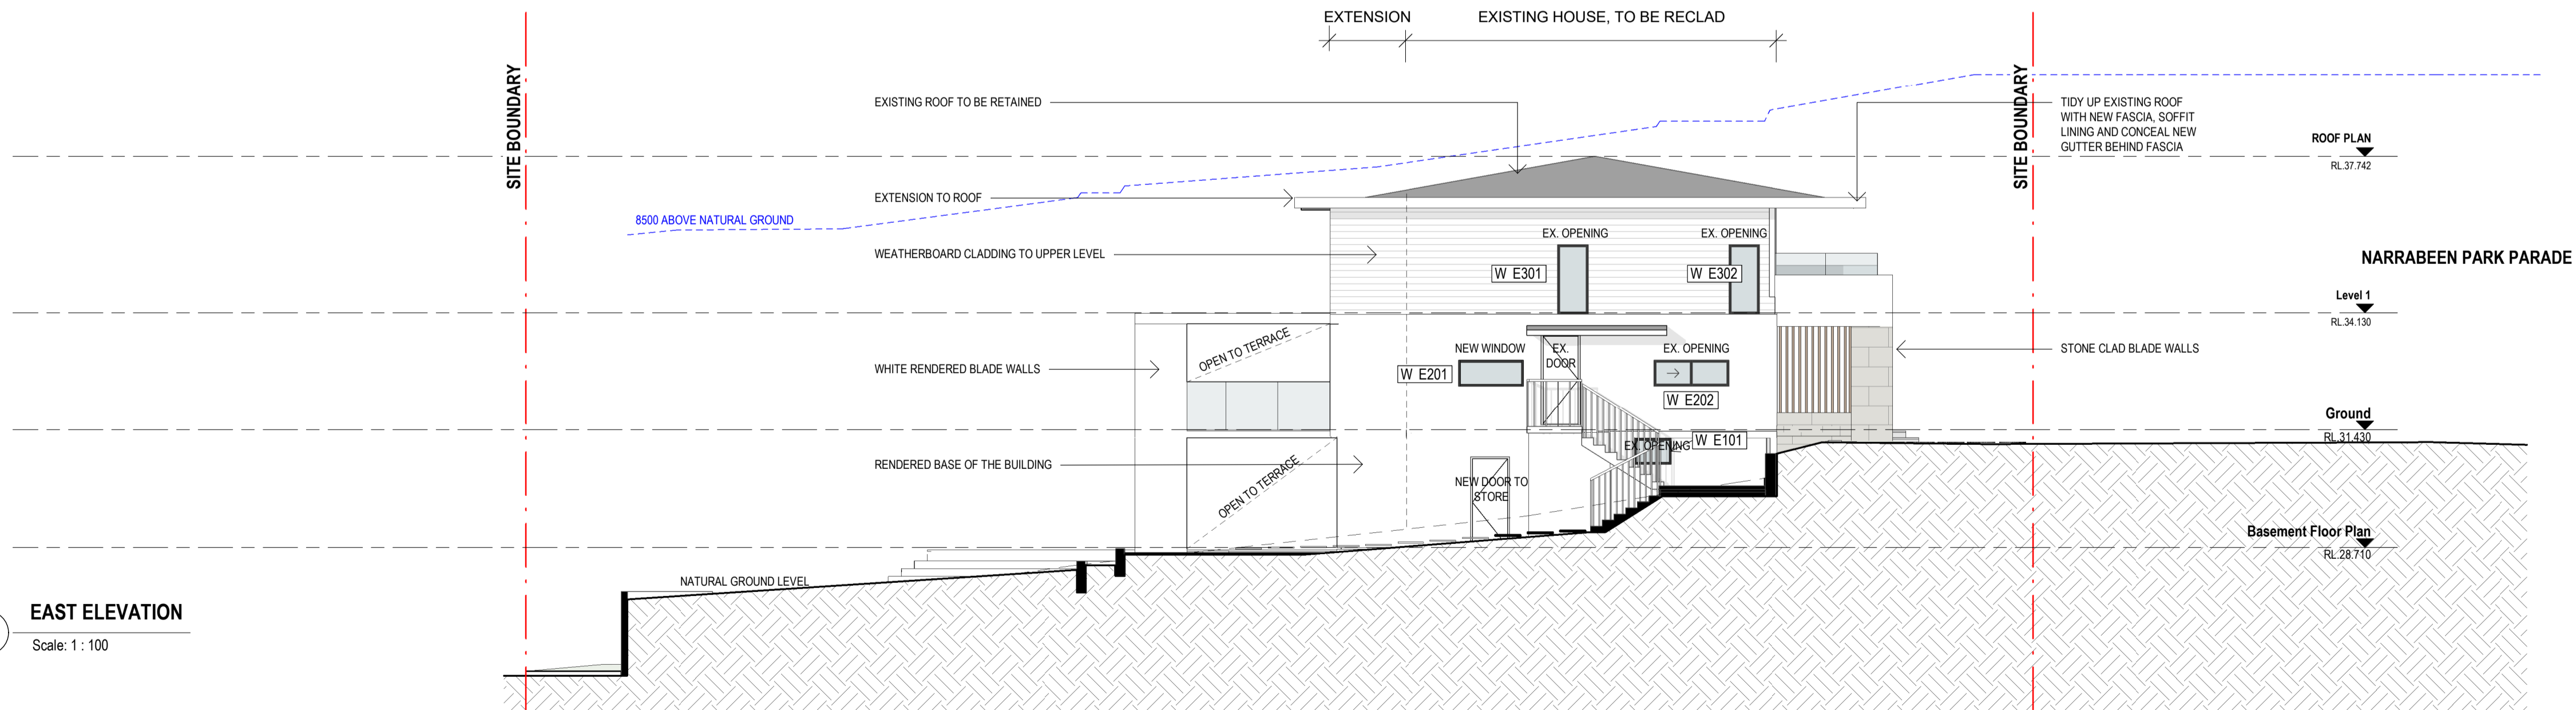 EXTENSION
EXISTING HOUSE, TO BE RECLAD
SITE BOUNDARY
SITE BOUNDARY
EXISTING ROOF TO BE RETAINED
TIDY UP EXISTING ROOF
WITH NEW FASCIA, SOFFIT
LINING AND CONCEAL NEW
GUTTER BEHIND FASCIA
ROOF PLAN
RL.37.742
EXTENSION TO ROOF
8500 ABOVE NATURAL GROUND
EX. OPENING
EX. OPENING
WEATHERBOARD CLADDING TO UPPER LEVEL
NARRABEEN PARK PARADE
W E301
W E302
Level 1
RL.34.130
OPEN TO TERRACE
NEW WINDOW
EX.
DOOR
EX. OPENING
STONE CLAD BLADE WALLS
WHITE RENDERED BLADE WALLS
W E201
W E202
Ground
RL.31.430
W E101
EX. OPENING
RENDERED BASE OF THE BUILDING
OPEN TO TERRACE
NEW DOOR TO
STORE
Basement Floor Plan
RL.28.710
NATURAL GROUND LEVEL
EAST ELEVATION
Scale: 1 : 100